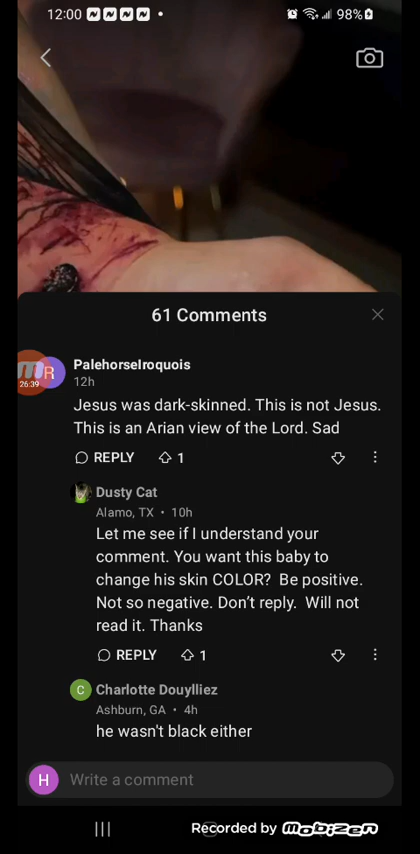 12:00
98%
61 Comments
PalehorseIroquois
R
26:39
12h
Jesus was dark-skinned. This is not Jesus.
This is an Arian view of the Lord. Sad
REPLY 1
Dusty Cat
Alamo, TX • 10h
Let me see if I understand your
comment. You want this baby to
change his skin COLOR? Be positive.
Not so negative. Don't reply. Will not
read it. Thanks
REPLY 1
C Charlotte Douylliez
Ashburn, GA • 4h
he wasn't black either
H Write a comment
Recorded by mobizen